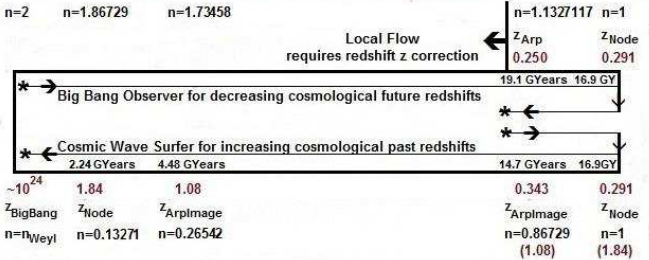 n=2 n=1.86729 n=1.73458 n=1.1327117 n=1
Local Flow zArp zNode
requires redshift z correction 0.250 0.291
19.1 GYears 16.9 GY
* Big Bang Observer for decreasing cosmological future redshifts
*
*
* Cosmic Wave Surfer for increasing cosmological past redshifts
2.24 GYears 4.48 GYears 14.7 GYears 16.9GY
~10^24 1.84 1.08 0.343 0.291
zBigBang zNode zArpImage zArpImage zNode
n=nWeyl n=0.13271 n=0.26542 n=0.86729 n=1
(1.08) (1.84)